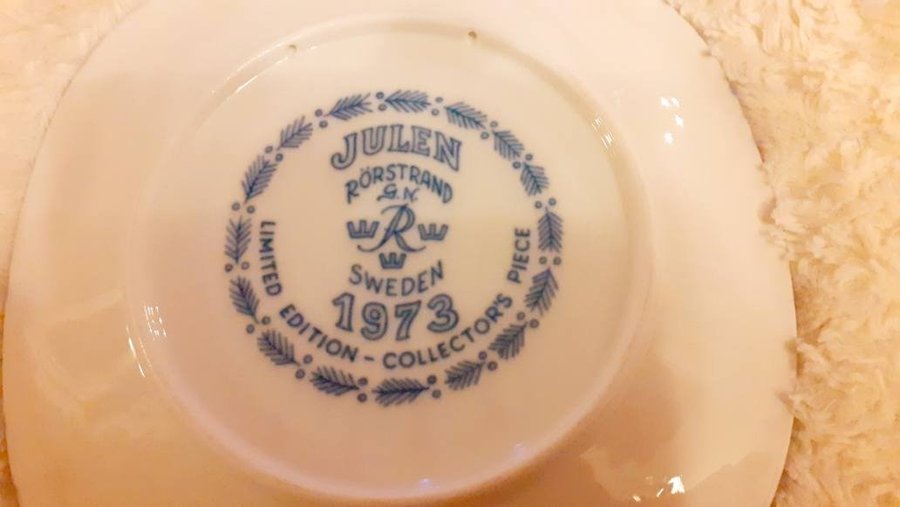 JULEN
RÖRSTRAND
G.N.
R
SWEDEN
1973
LIMITED EDITION - COLLECTOR'S PIECE